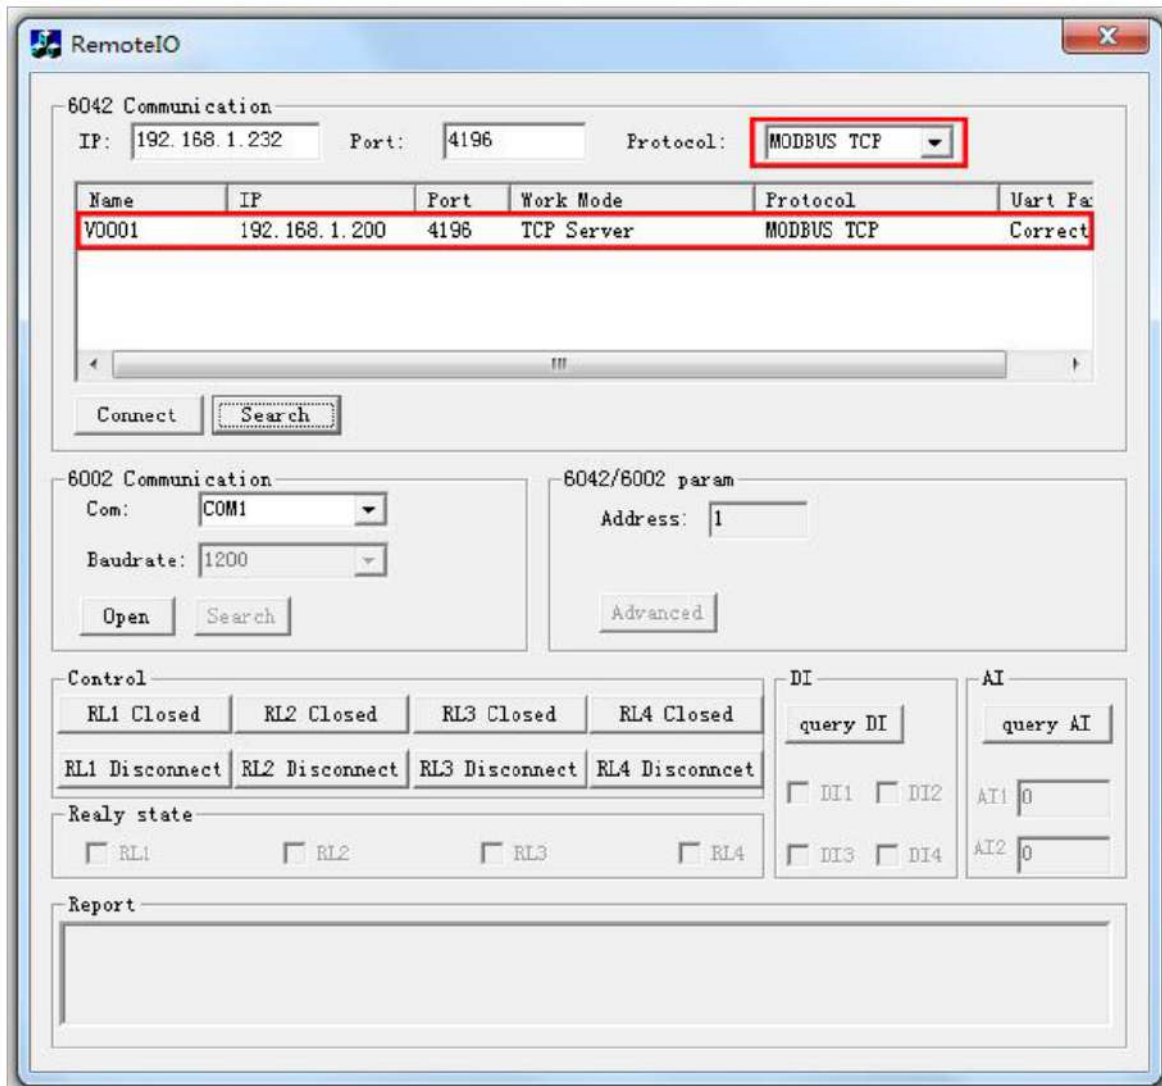 RemoteIO
6042 Communication
IP: 192.168.1.232 Port: 4196 Protocol: MODBUS TCP
Name IP Port Work Mode Protocol Uart Pa
V0001 192.168.1.200 4196 TCP Server MODBUS TCP Correct
Connect Search
6002 Communication
Com: COM1
Baudrate: 1200
Open Search
6042/6002 param
Address: 1
Advanced
Control
RL1 Closed RL2 Closed RL3 Closed RL4 Closed
RL1 Disconnect RL2 Disconnect RL3 Disconnect RL4 Disconncet
Realy state
RL1 RL2 RL3 RL4
DI
query DI
DI1 DI2
DI3 DI4
AI
query AI
AI1 0
AI2 0
Report